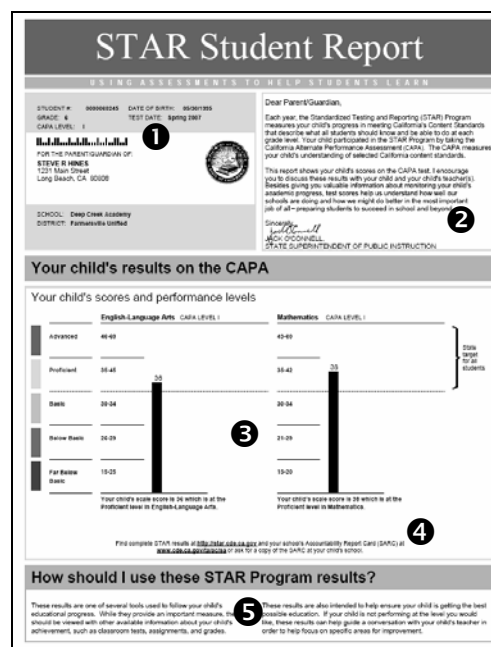 STAR Student Report
USING ASSESSMENTS TO HELP STUDENTS LEARN
STUDENT #: DATE OF BIRTH: 05/30/1995
GRADE: 6 TEST DATE: Spring 2007
CAPA LEVEL: I
1
FOR THE PARENT/GUARDIAN OF:
STEVE R HINES
1231 Main Street
Long Beach, CA 90808
SCHOOL: Deep Creek Academy
DISTRICT: Farmersville Unified
Dear Parent/Guardian,
Each year, the Standardized Testing and Reporting (STAR) Program
measures your child's progress in meeting California's Content Standards
that describe what all students should know and be able to do at each
grade level. Your child participated in the STAR Program by taking the
California Alternate Performance Assessment (CAPA). The CAPA measures
your child's understanding of selected California content standards.
This report shows your child's scores on the CAPA test. I encourage
you to discuss these results with your child and your child's teacher(s).
Besides giving you valuable information about monitoring your child's
academic progress, test scores help us understand how well our
schools are doing and how we might do better in the most important
job of all—preparing students to succeed in school and beyond.
2
Sincerely,
JACK O'CONNELL
STATE SUPERINTENDENT OF PUBLIC INSTRUCTION
Your child's results on the CAPA
Your child's scores and performance levels
English-Language Arts CAPA LEVEL I
Mathematics CAPA LEVEL I
Advanced
Proficient 35-42
Basic 30-34 30-34
Below Basic 21-29
Far Below 15-25 15-20
Basic
36
38
State
target
for all
students
3
Your child's scale score is 36 which is at the
Proficient level in English-Language Arts.
Your child's scale score is 38 which is at the
Proficient level in Mathematics.
4
Find complete STAR results at http://star.cde.ca.gov and your school's Accountability Report Card (SARC) at
www.cde.ca.gov/ta/ac/sa or ask for a copy of the SARC at your child's school.
How should I use these STAR Program results?
5
These results are one of several tools used to follow your child's
educational progress. While they provide an important measure, they
should be viewed with other available information about your child's
achievement, such as classroom tests, assignments, and grades.
These results are also intended to help ensure your child is getting the best
possible education. If your child is not performing at the level you would
like, these results can help guide a conversation with your child's teacher in
order to help focus on specific areas for improvement.